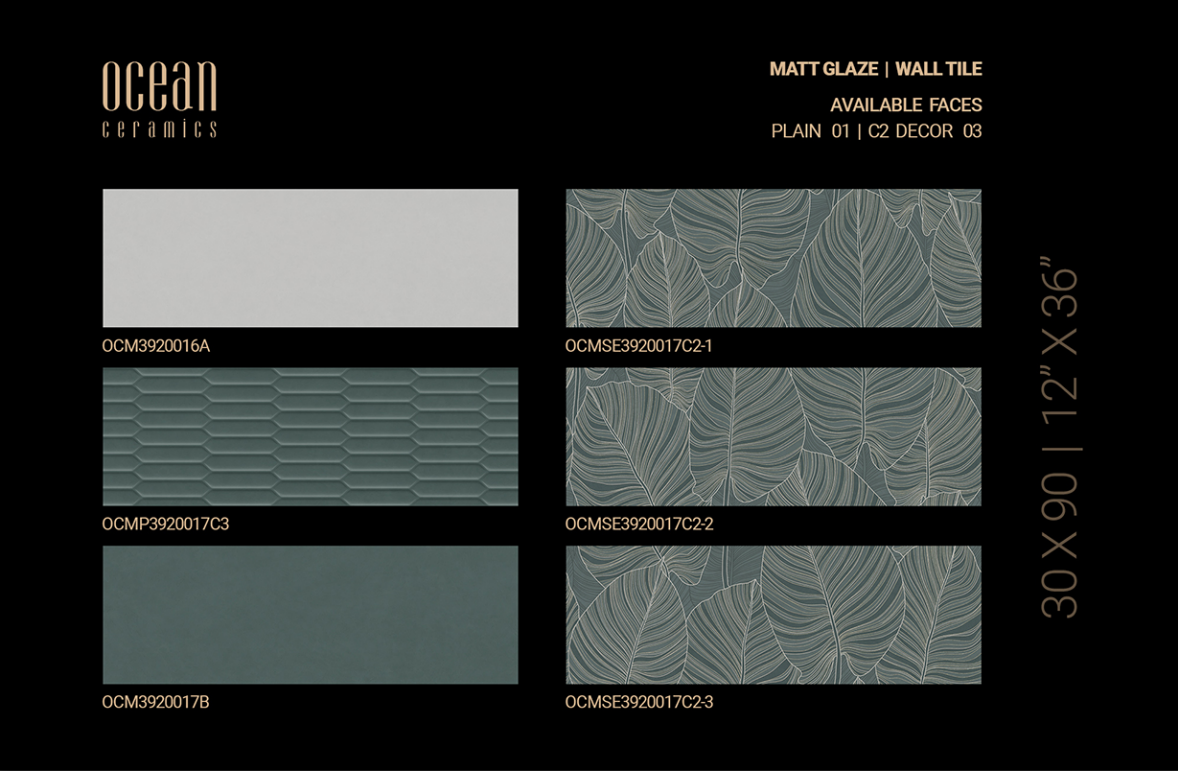 ocean
ceramics
MATT GLAZE | WALL TILE
AVAILABLE FACES
PLAIN 01 | C2 DECOR 03
OCM3920016A
OCMSE3920017C2-1
OCMP3920017C3
OCMSE3920017C2-2
OCM3920017B
OCMSE3920017C2-3
30 X 90 | 12” X 36”